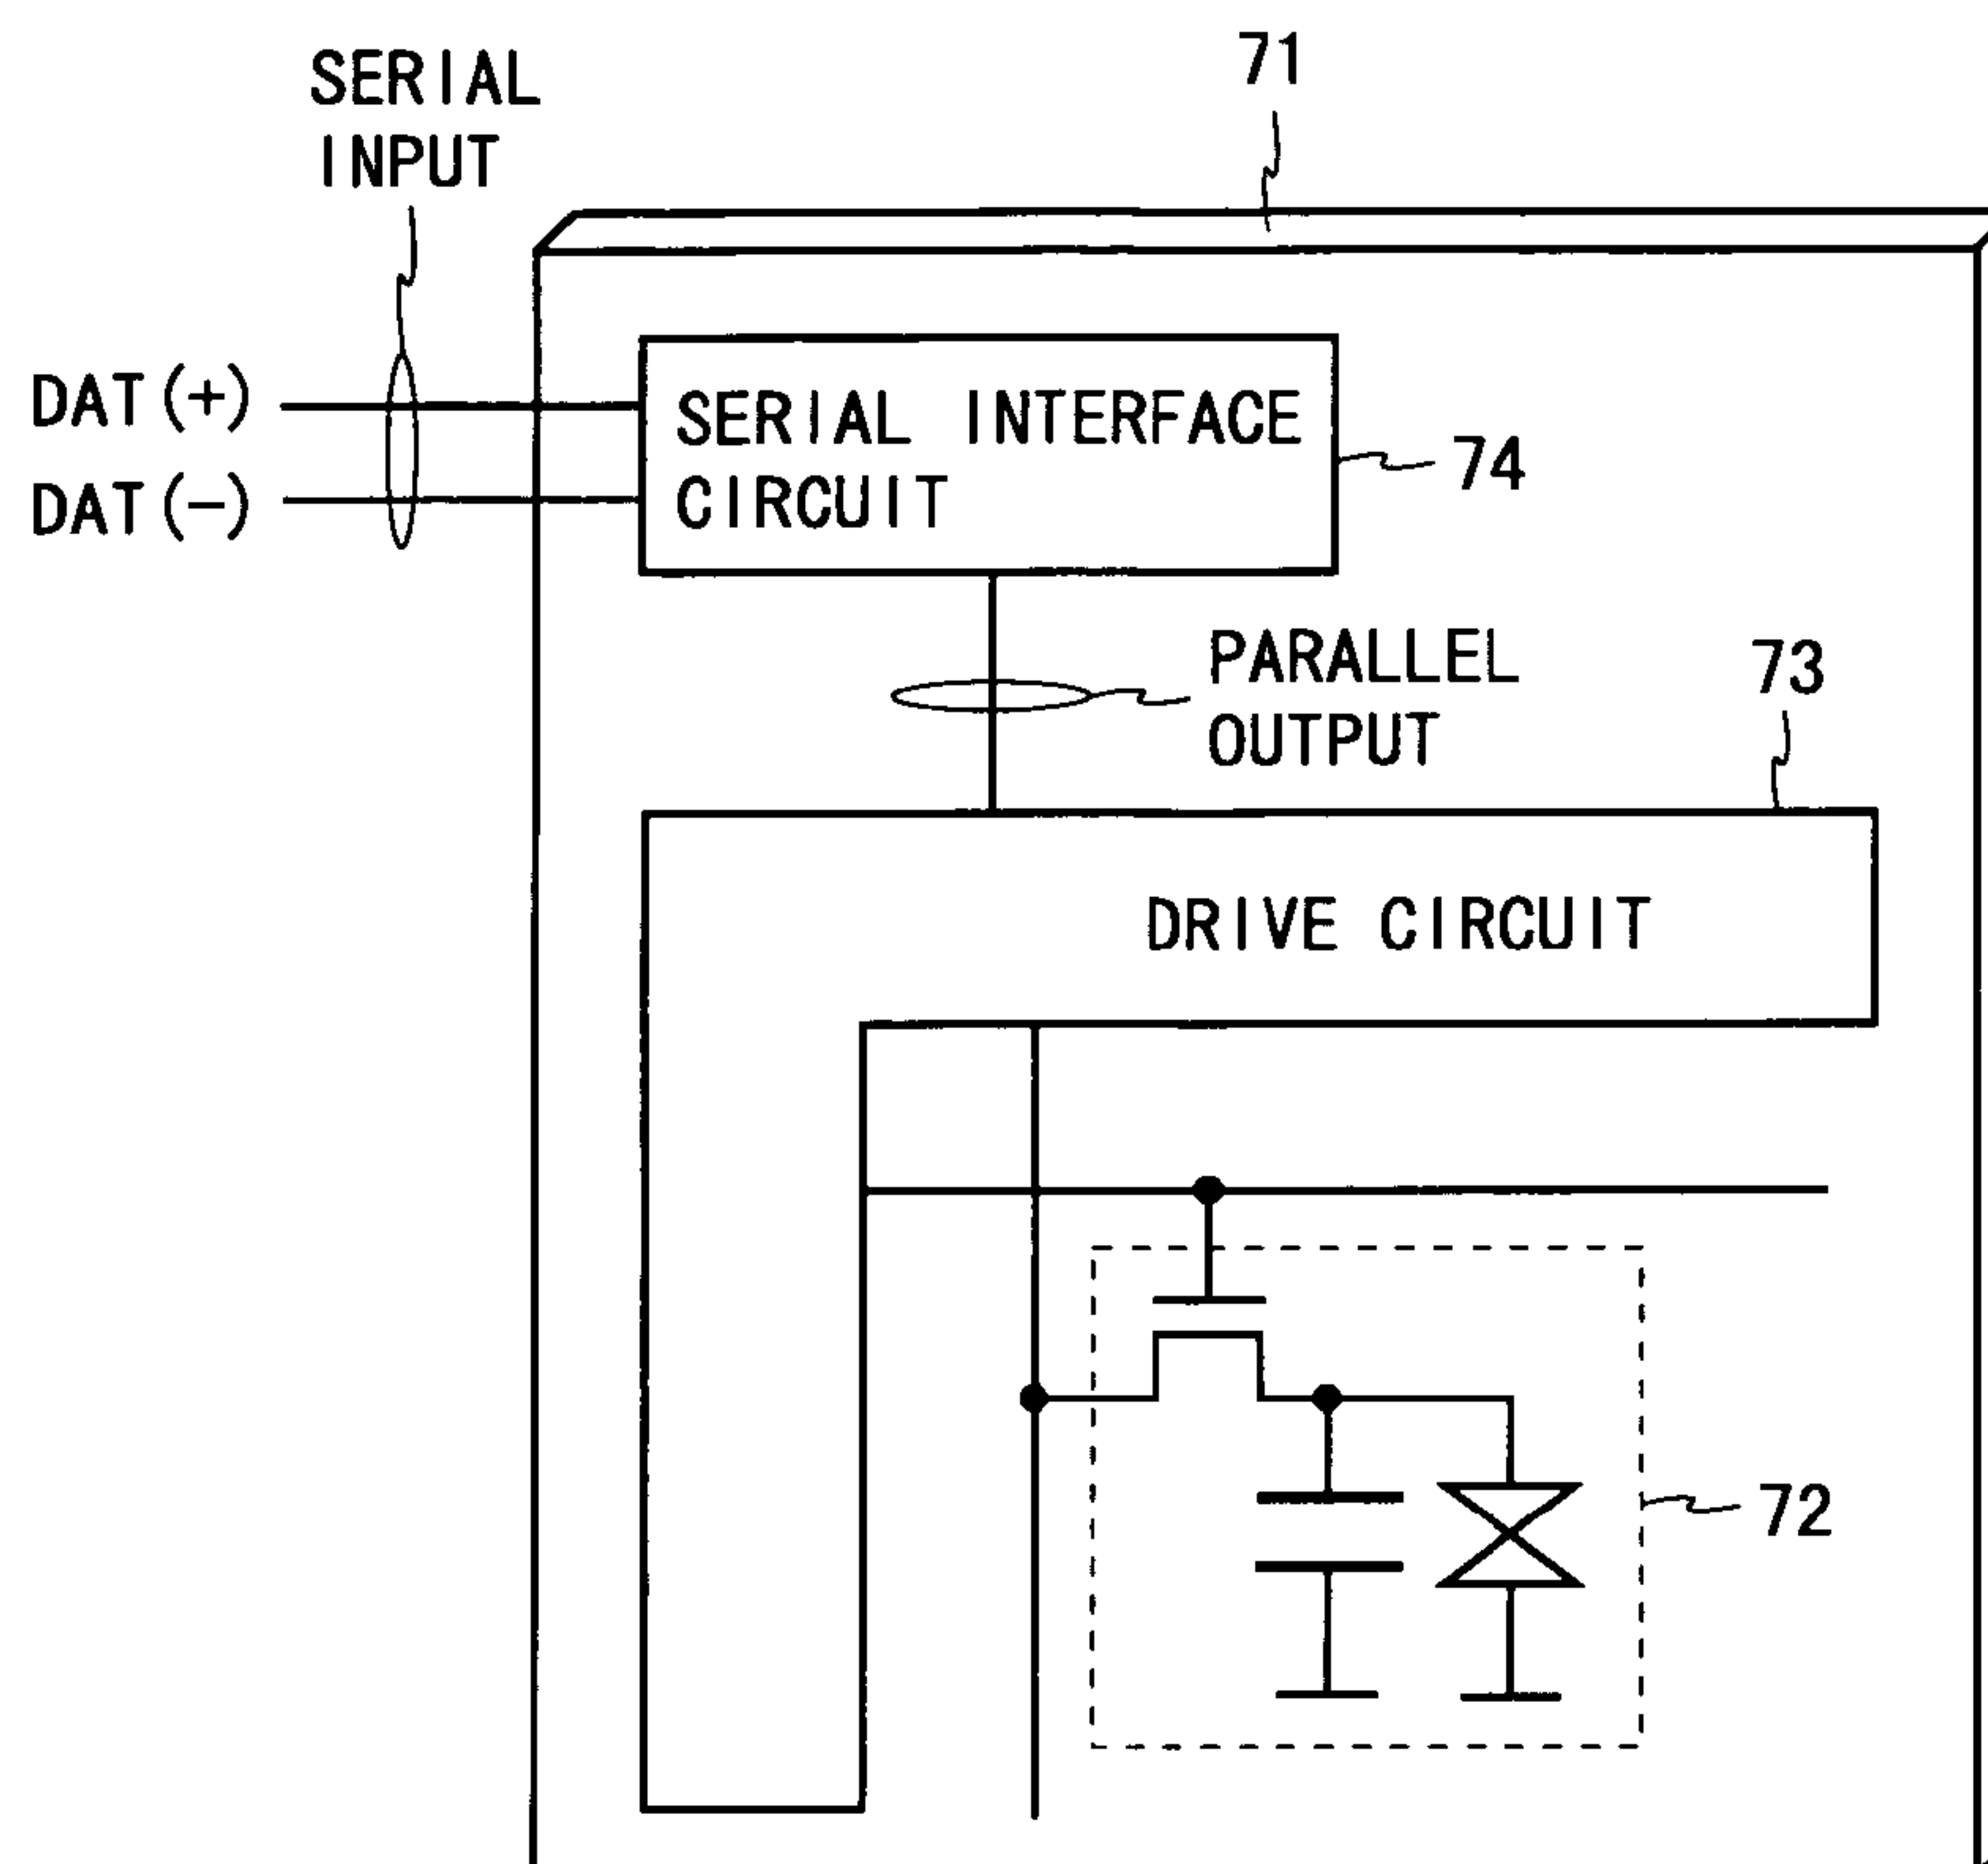 SERIAL
INPUT
71
DAT(+)
DAT(-)
SERIAL INTERFACE
CIRCUIT
74
PARALLEL
OUTPUT
73
DRIVE CIRCUIT
72